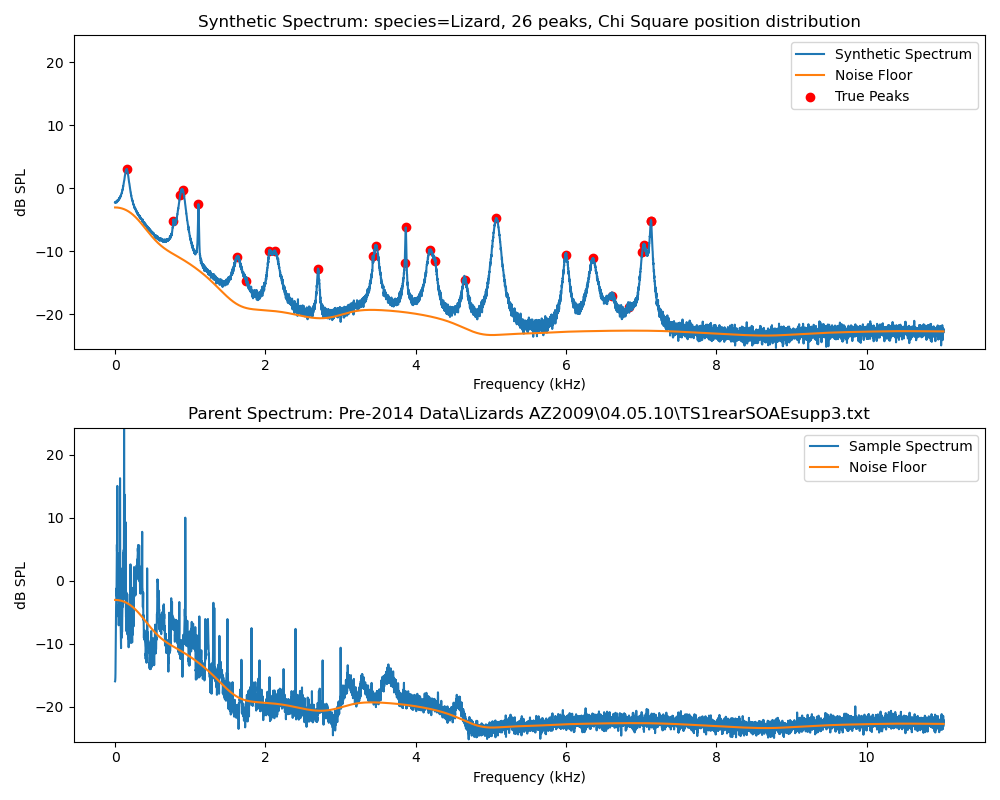 Synthetic Spectrum: species=Lizard, 26 peaks, Chi Square position distribution
Synthetic Spectrum
Noise Floor
True Peaks
dB SPL
20
10
0
−10
−20
0 2 4 6 8 10
Frequency (kHz)
Parent Spectrum: Pre-2014 Data\Lizards AZ2009\04.05.10\TS1rearSOAEsupp3.txt
Sample Spectrum
Noise Floor
dB SPL
20
10
0
−10
−20
0 2 4 6 8 10
Frequency (kHz)